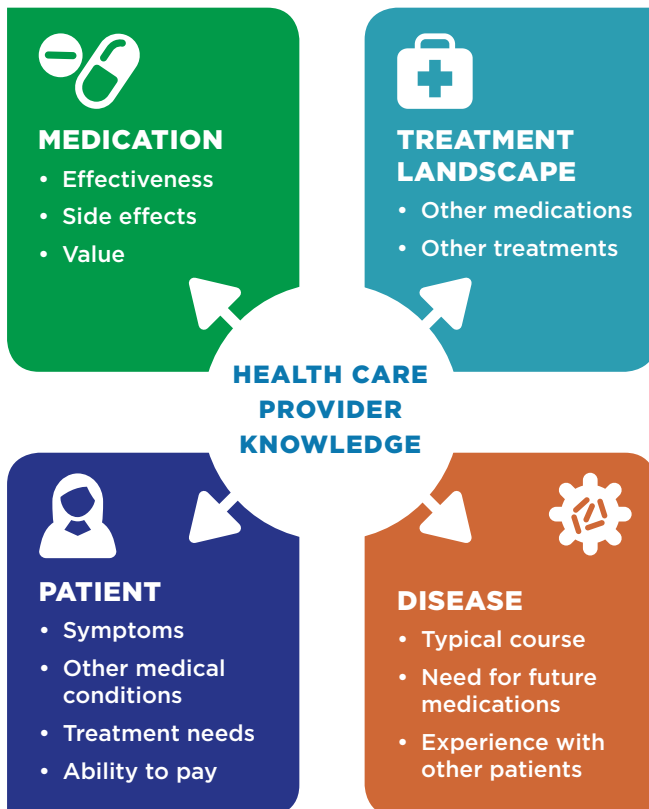 MEDICATION
• Effectiveness
• Side effects
• Value
TREATMENT
LANDSCAPE
• Other medications
• Other treatments
HEALTH CARE
PROVIDER
KNOWLEDGE
PATIENT
• Symptoms
• Other medical
conditions
• Treatment needs
• Ability to pay
DISEASE
• Typical course
• Need for future
medications
• Experience with
other patients